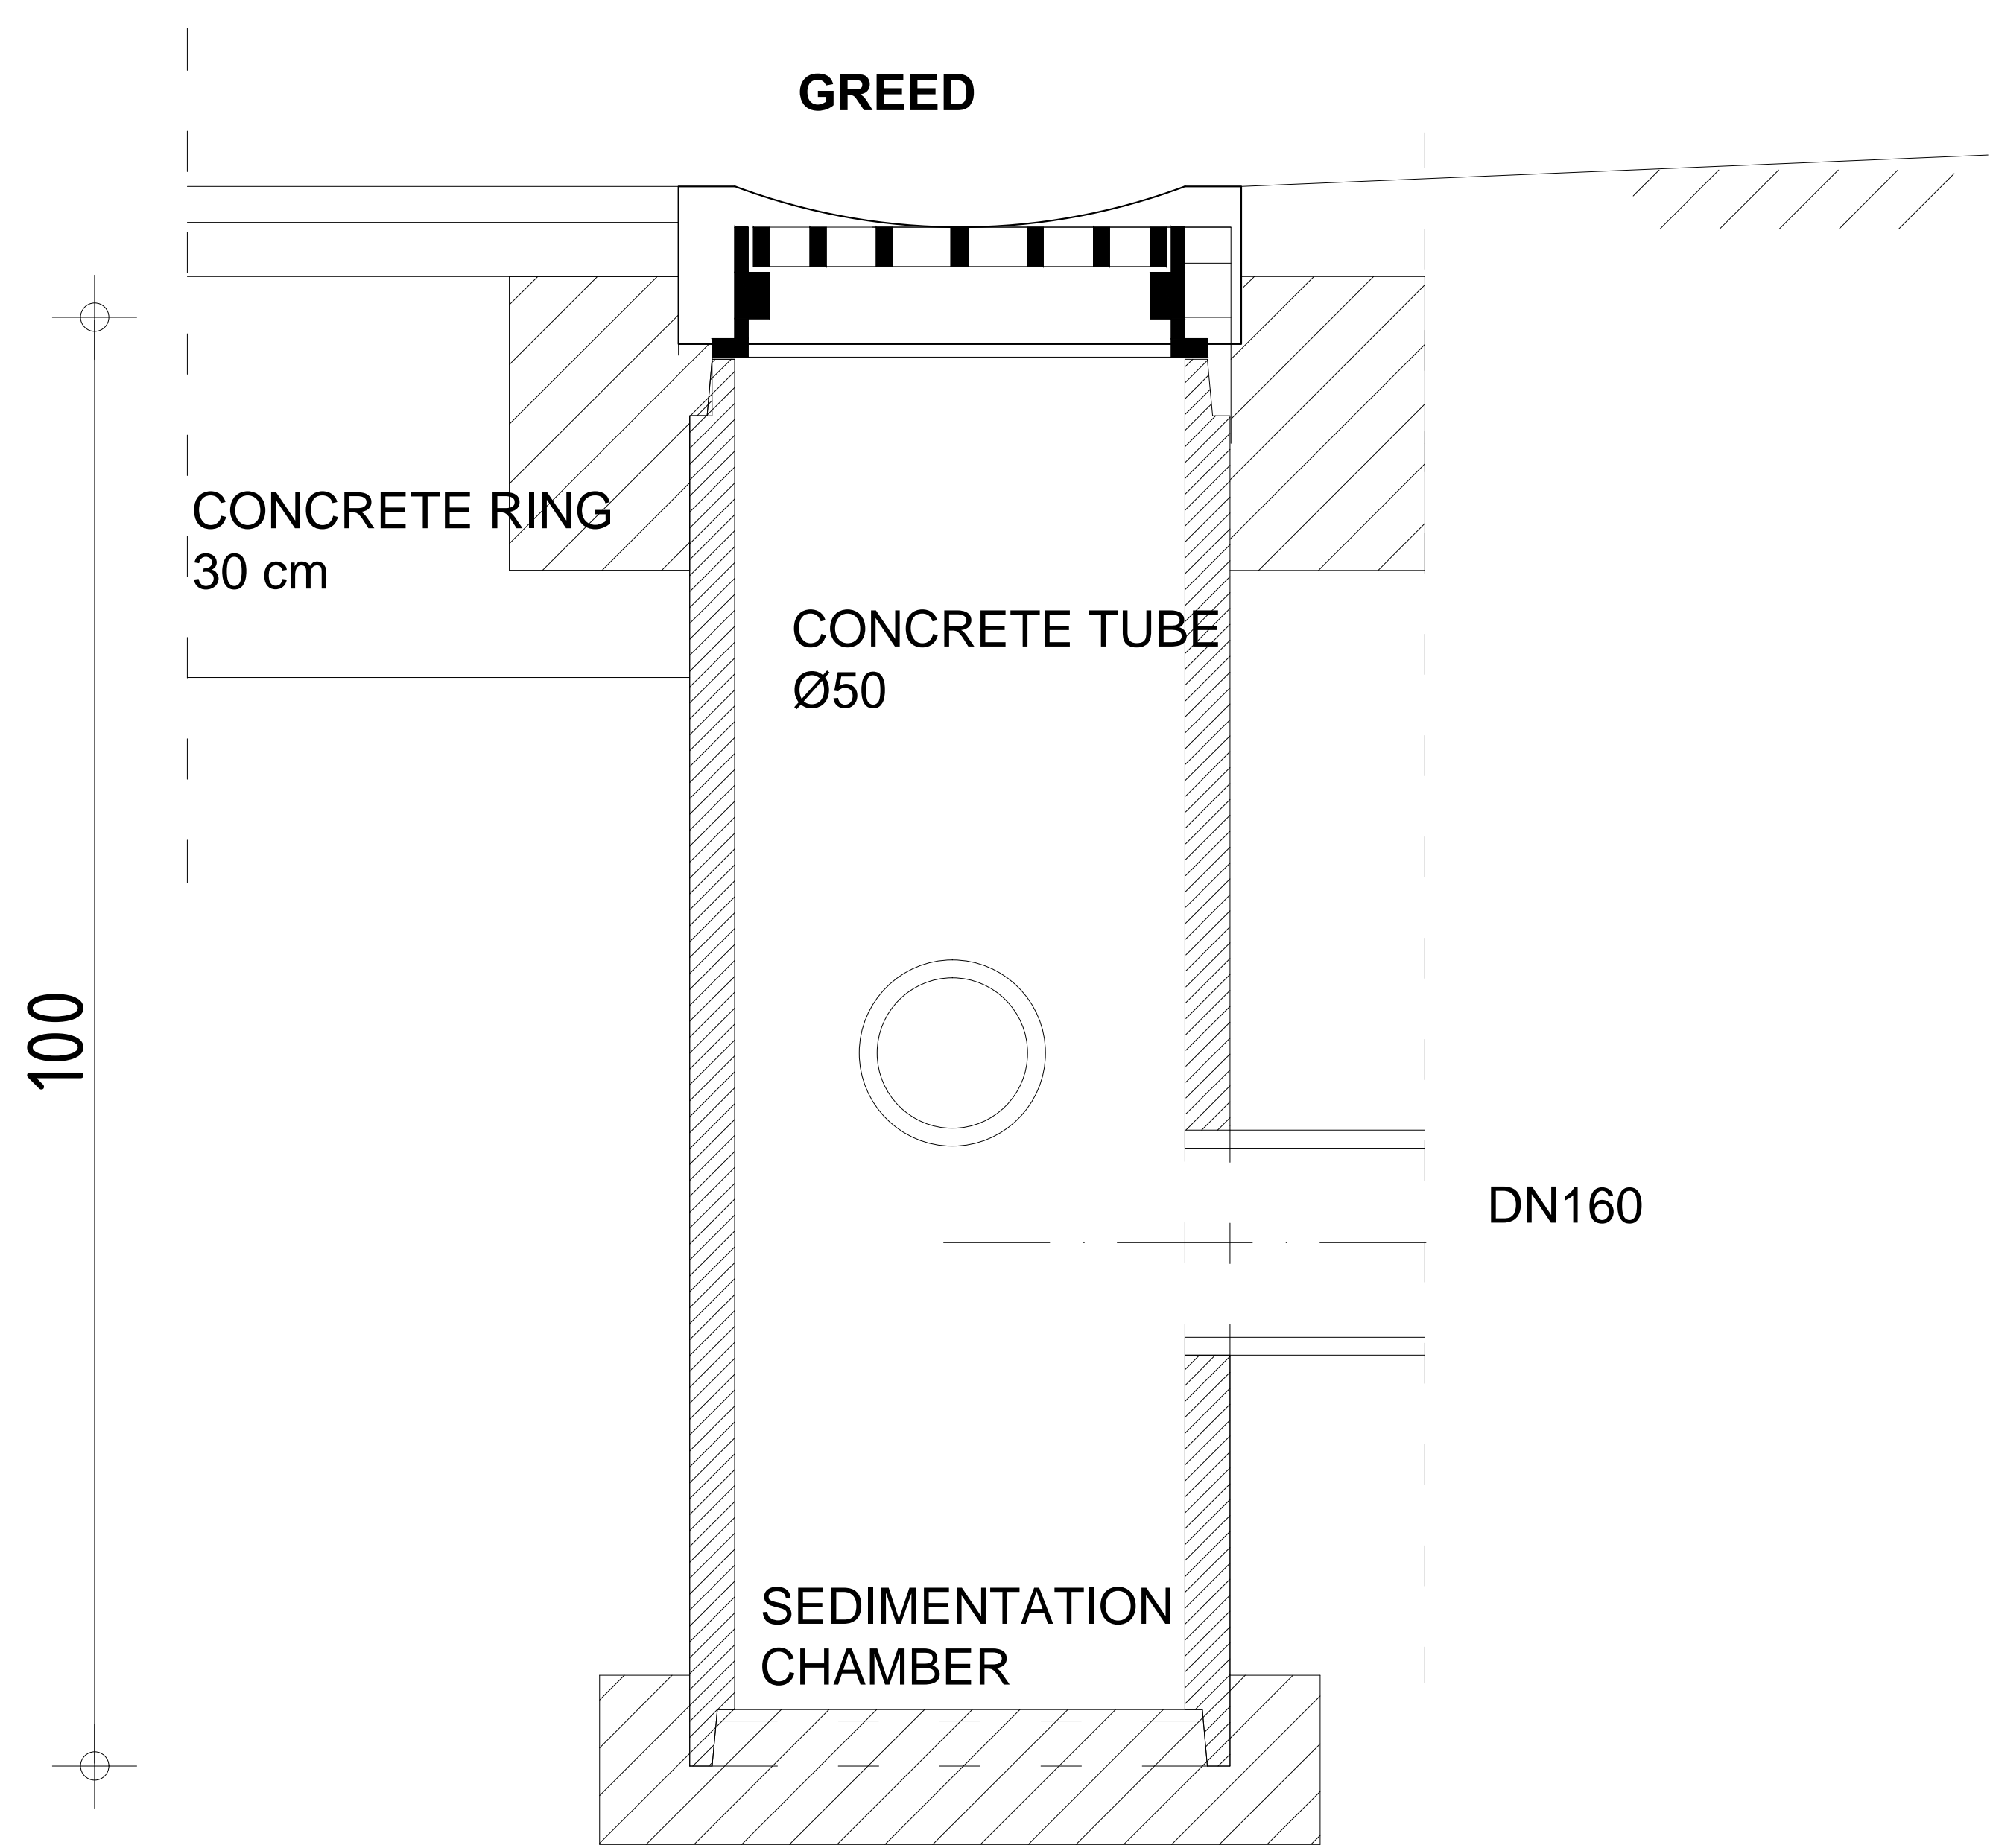 GREED
CONCRETE RING
30 cm
CONCRETE TUBE
Ø50
100
DN160
SEDIMENTATION
CHAMBER